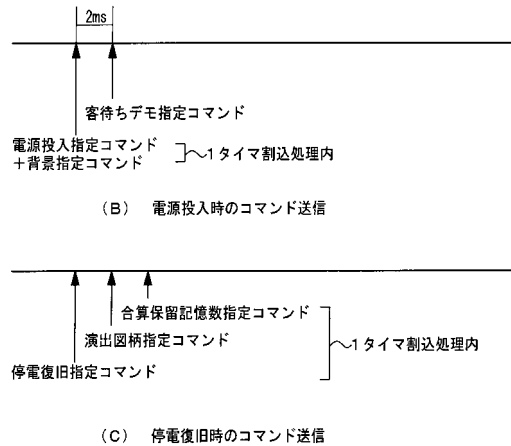 2ms
客待ちデモ指定コマンド
電源投入指定コマンド
+背景指定コマンド
1タイマ割込処理内
(B) 電源投入時のコマンド送信
合算保留記憶数指定コマンド
演出図柄指定コマンド
1タイマ割込処理内
停電復旧指定コマンド
(C) 停電復旧時のコマンド送信